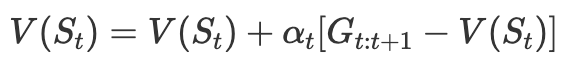 V(S_t) = V(S_t) + α_t[G_{t:t+1} − V(S_t)]